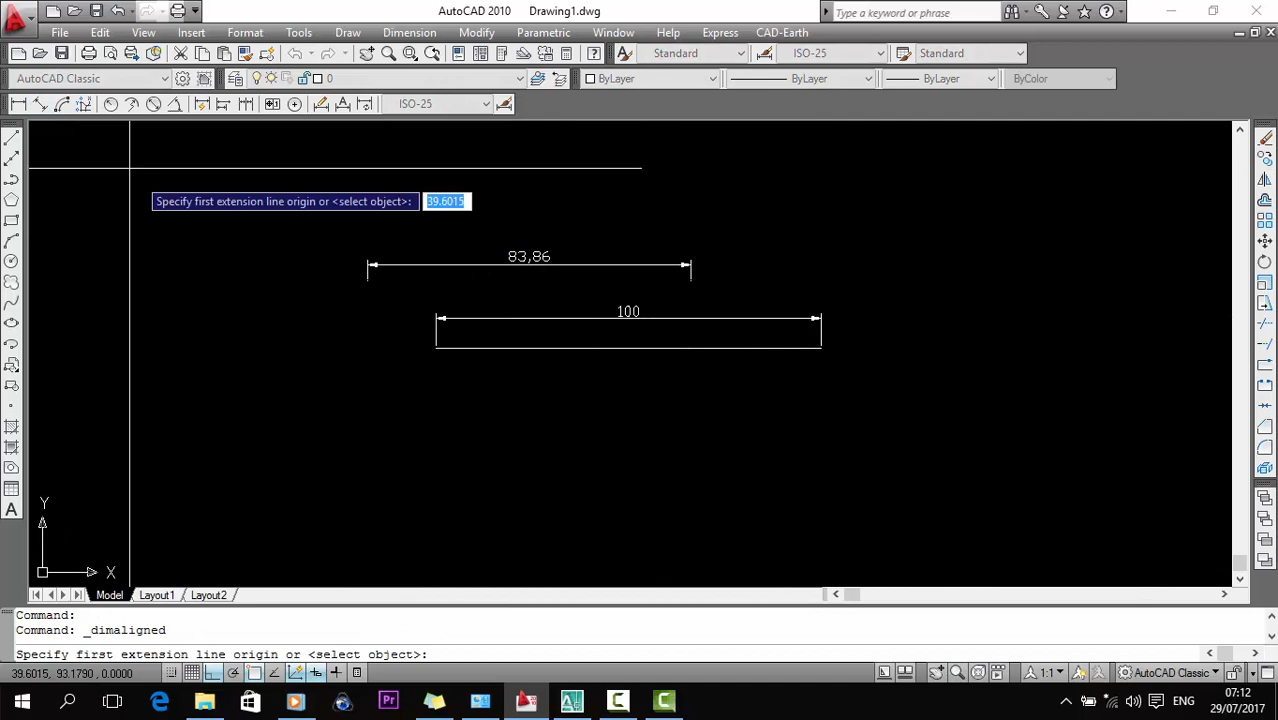 AutoCAD 2010 Drawing1.dwg
Type a keyword or phrase
File Edit View Insert Format Tools Draw Dimension Modify Parametric Window Help Express CAD-Earth
Standard ISO-25 Standard
AutoCAD Classic 0 ByLayer ByLayer ByLayer ByColor
ISO-25
Specify first extension line origin or <select object>: 39.6015
83,86
100
Y
X
A
Model Layout1 Layout2
Command:
Command: _dimaligned
Specify first extension line origin or <select object>:
39.6015, 93.1790, 0.0000 1:1 AutoCAD Classic
Pr ENG 07:12
29/07/2017